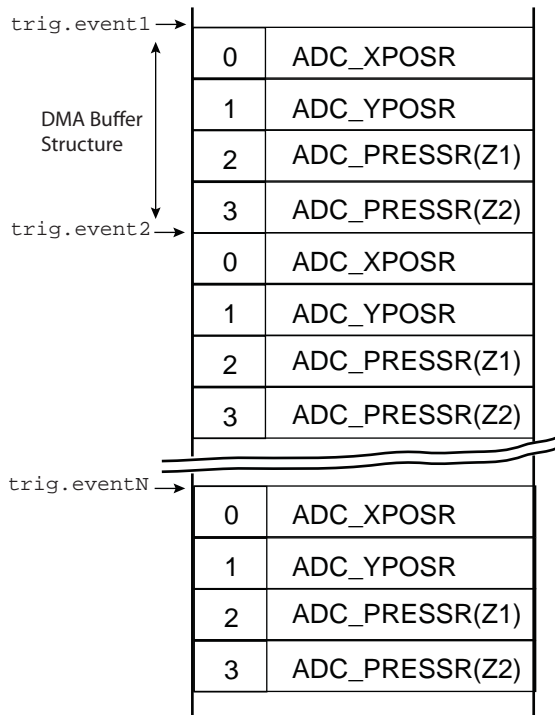 trig.event1
0 ADC_XPOSR
DMA Buffer
Structure
1 ADC_YPOSR
2 ADC_PRESSR(Z1)
3 ADC_PRESSR(Z2)
trig.event2
0 ADC_XPOSR
1 ADC_YPOSR
2 ADC_PRESSR(Z1)
3 ADC_PRESSR(Z2)
trig.eventN
0 ADC_XPOSR
1 ADC_YPOSR
2 ADC_PRESSR(Z1)
3 ADC_PRESSR(Z2)